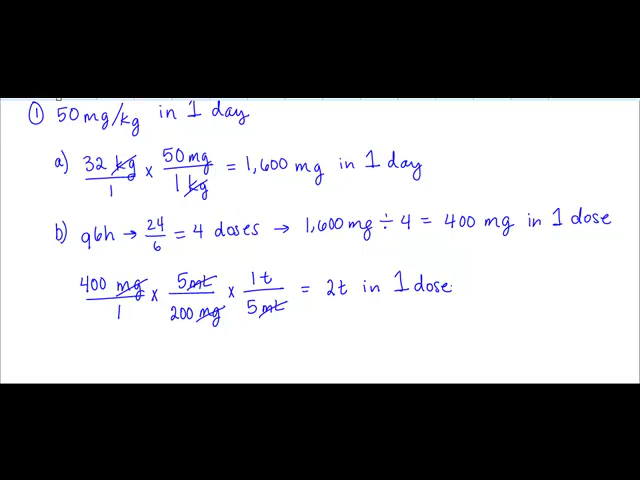 ① 50 mg/kg in 1 day
a) 32 kg/1 x 50 mg/1 kg = 1,600 mg in 1 day
b) q6h → 24/6 = 4 doses → 1,600 mg ÷ 4 = 400 mg in 1 dose
400 mg/1 x 5 mL/200 mg x 1t/5 mL = 2t in 1 dose